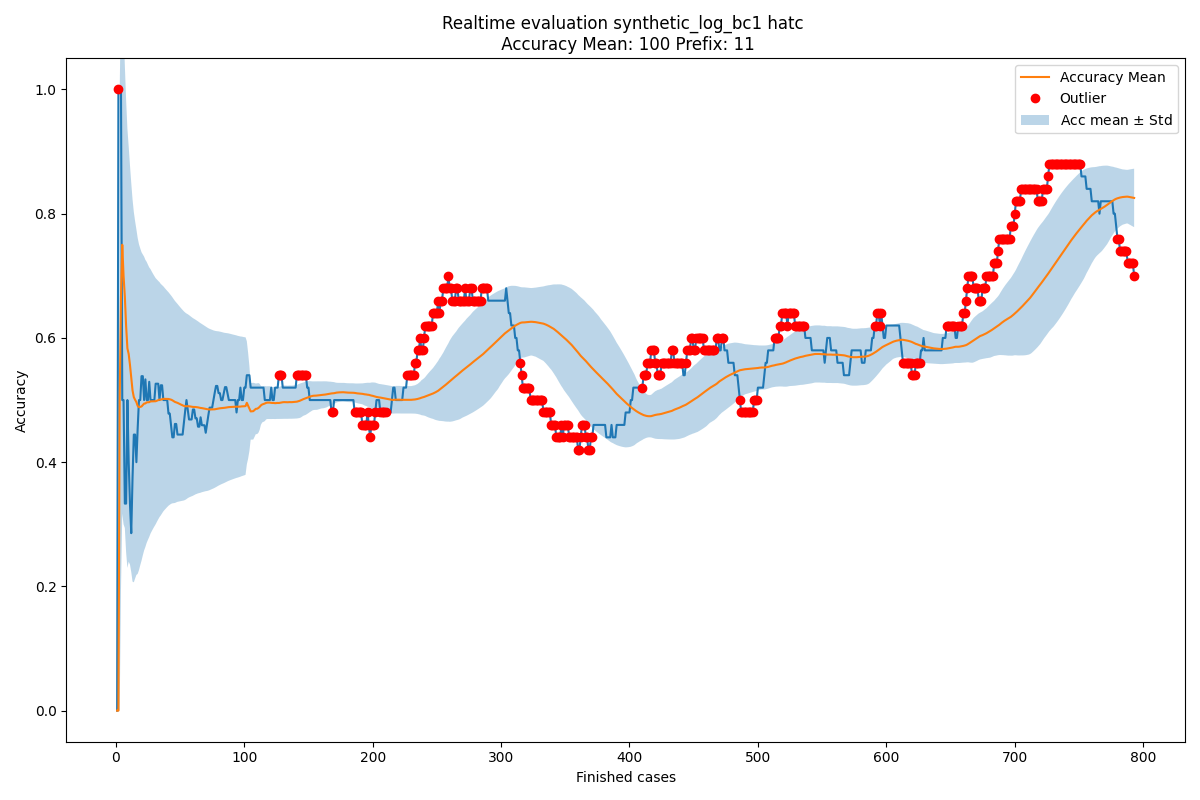 Realtime evaluation synthetic_log_bc1 hatc
Accuracy Mean: 100 Prefix: 11
Accuracy Mean
Outlier
Acc mean ± Std
1.0
0.8
0.6
0.4
0.2
0.0
Accuracy
0 100 200 300 400 500 600 700 800
Finished cases